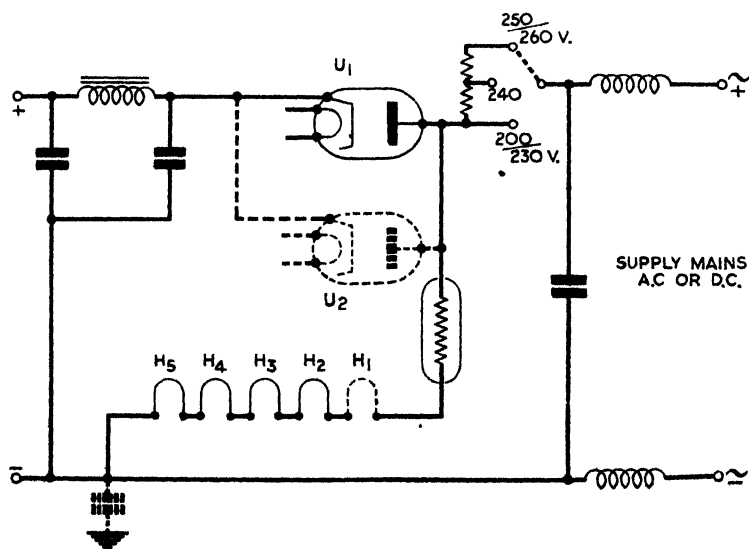 250
260 V.
U1
240
+
200
230 V.
~
+
U2
SUPPLY MAINS
A.C OR D.C.
H5 H4 H3 H2 H1
-
~
-